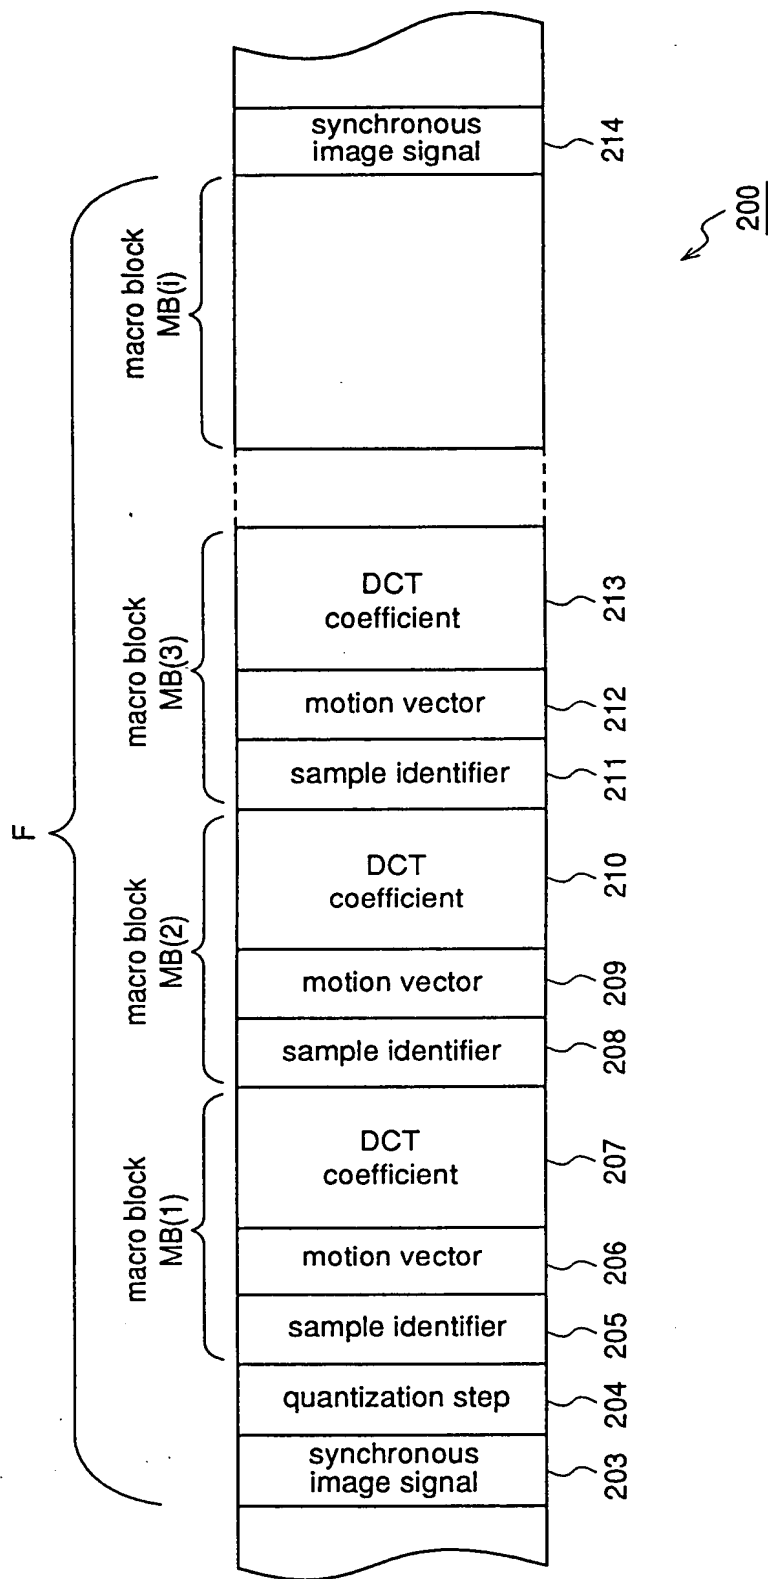 F
macro block
MB(1)
macro block
MB(2)
macro block
MB(3)
macro block
MB(i)
synchronous
image signal
quantization step
sample identifier
motion vector
DCT
coefficient
sample identifier
motion vector
DCT
coefficient
sample identifier
motion vector
DCT
coefficient
synchronous
image signal
203
204
205
206
207
208
209
210
211
212
213
214
200